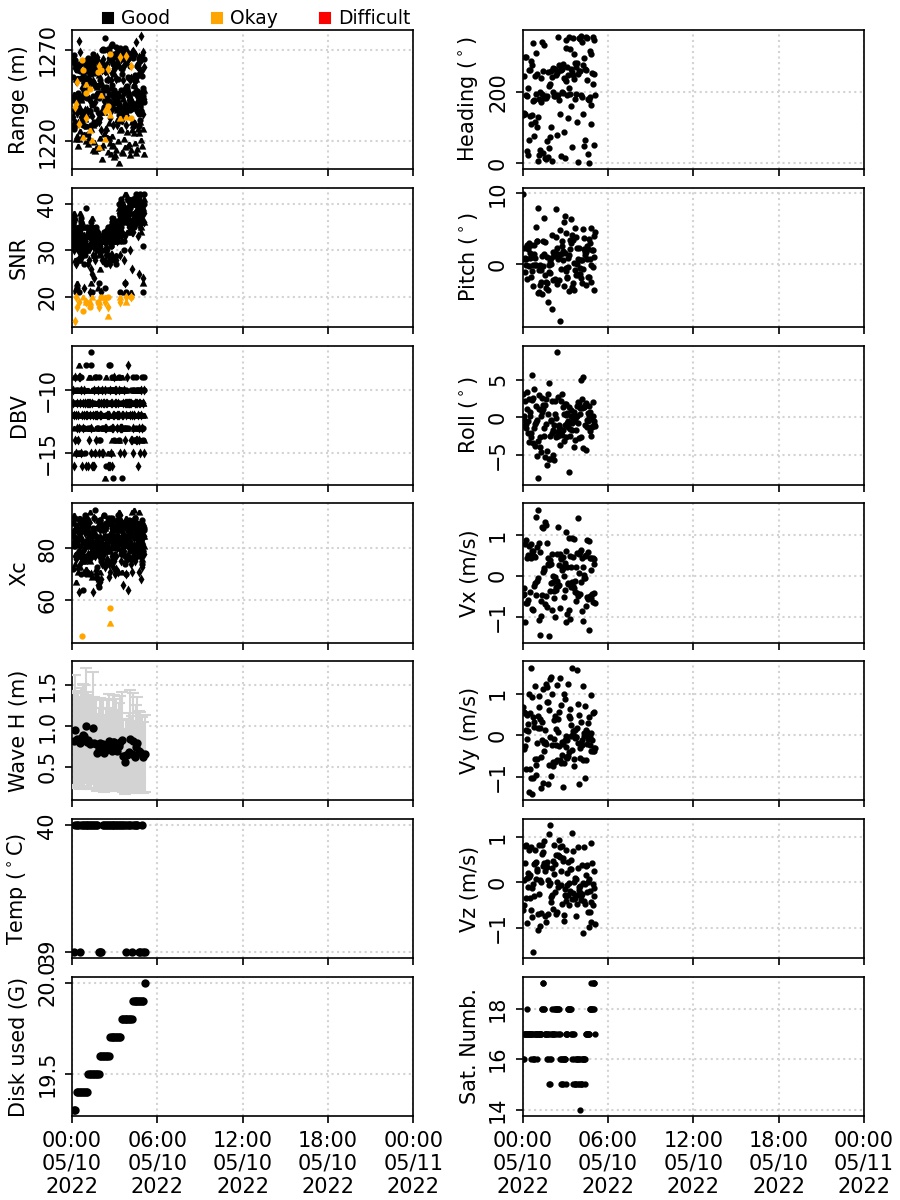 Good Okay Difficult
Range (m)
1270
1220
Heading (°)
200
0
SNR
40
30
20
Pitch (°)
10
0
DBV
−10
−15
Roll (°)
5
0
−5
Xc
80
60
Vx (m/s)
1
0
−1
Wave H (m)
1.5
1.0
0.5
Vy (m/s)
1
0
−1
Temp (°C)
40
39
Vz (m/s)
1
0
−1
Disk used (G)
20.0
19.5
Sat. Numb.
18
16
14
00:00 06:00 12:00 18:00 00:00 00:00 06:00 12:00 18:00 00:00
05/10 05/10 05/10 05/10 05/11 05/10 05/10 05/10 05/10 05/11
2022 2022 2022 2022 2022 2022 2022 2022 2022 2022